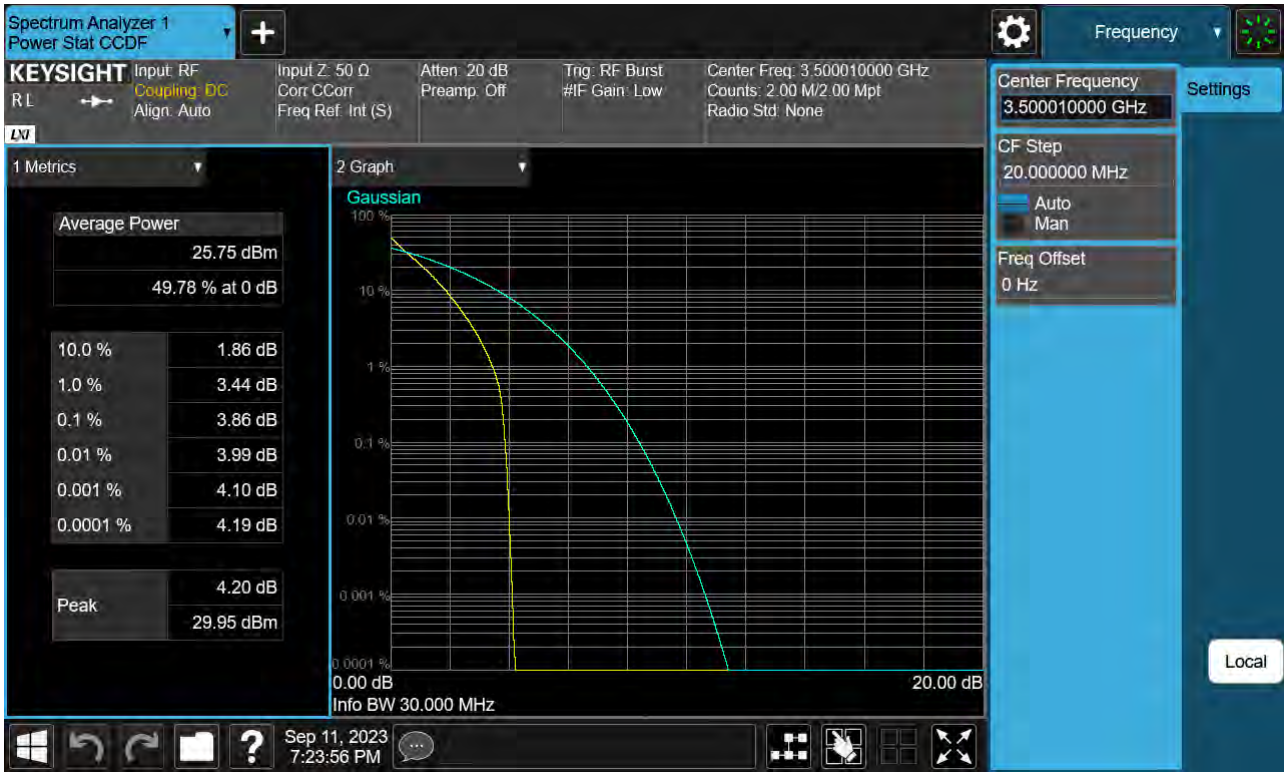 Spectrum Analyzer 1
Power Stat CCDF
+
Frequency
KEYSIGHT
RL
LXI
Input: RF
Coupling: DC
Align: Auto
Input Z: 50 Ω
Corr CCorr
Freq Ref: Int (S)
Atten: 20 dB
Preamp: Off
Trig: RF Burst
#IF Gain: Low
Center Freq: 3.500010000 GHz
Counts: 2.00 M/2.00 Mpt
Radio Std: None
Center Frequency
3.500010000 GHz
Settings
CF Step
20.000000 MHz
Auto
Man
Freq Offset
0 Hz
1 Metrics
Average Power
25.75 dBm
49.78 % at 0 dB
10.0 % 1.86 dB
1.0 % 3.44 dB
0.1 % 3.86 dB
0.01 % 3.99 dB
0.001 % 4.10 dB
0.0001 % 4.19 dB
Peak
4.20 dB
29.95 dBm
2 Graph
Gaussian
100 %
10 %
1 %
0.1 %
0.01 %
0.001 %
0.0001 %
0.00 dB
20.00 dB
Info BW 30.000 MHz
Local
?
Sep 11, 2023
7:23:56 PM